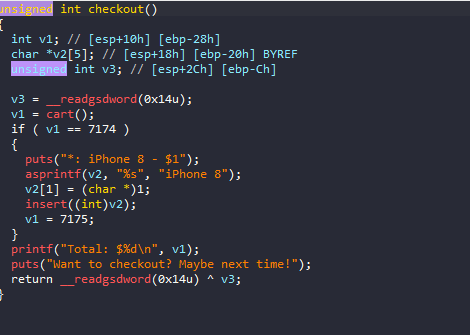 unsigned int checkout()
{
  int v1; // [esp+10h] [ebp-28h]
  char *v2[5]; // [esp+18h] [ebp-20h] BYREF
  unsigned int v3; // [esp+2Ch] [ebp-Ch]

  v3 = __readgsdword(0x14u);
  v1 = cart();
  if ( v1 == 7174 )
  {
    puts("*: iPhone 8 - $1");
    asprintf(v2, "%s", "iPhone 8");
    v2[1] = (char *)1;
    insert((int)v2);
    v1 = 7175;
  }
  printf("Total: $%d\n", v1);
  puts("Want to checkout? Maybe next time!");
  return __readgsdword(0x14u) ^ v3;
}